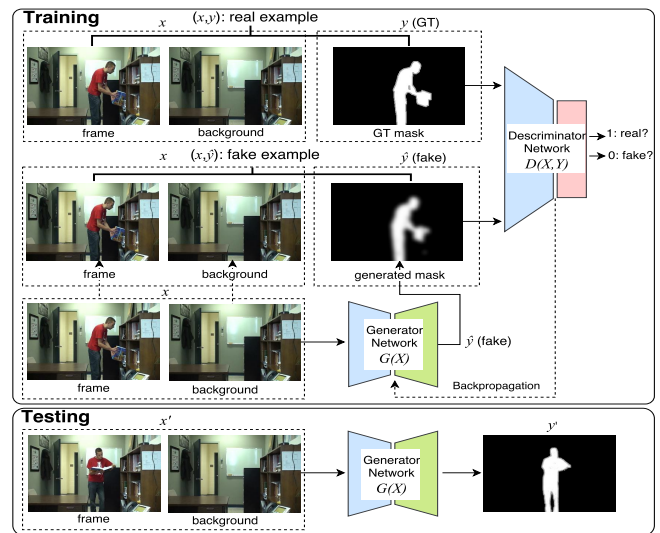 Training
(x,y): real example
x
y (GT)
frame
background
GT mask
Descriminator
Network
D(X,Y)
1: real?
0: fake?
(x,ŷ): fake example
x
ŷ (fake)
frame
background
generated mask
x
Generator
Network
G(X)
ŷ (fake)
frame
background
Backpropagation
Testing
x'
y'
Generator
Network
G(X)
frame
background